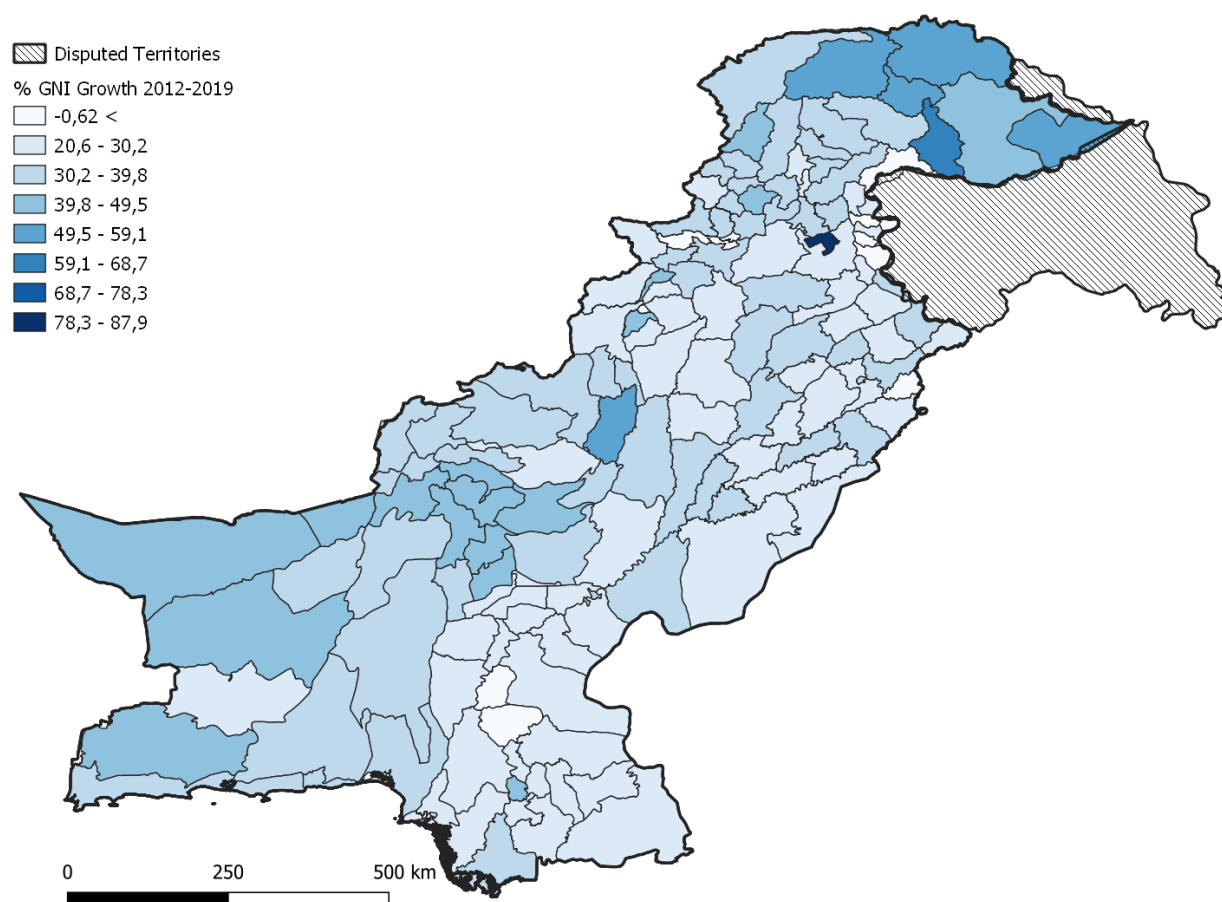 Disputed Territories
% GNI Growth 2012-2019
-0,62 <
20,6 - 30,2
30,2 - 39,8
39,8 - 49,5
49,5 - 59,1
59,1 - 68,7
68,7 - 78,3
78,3 - 87,9
0 250 500 km